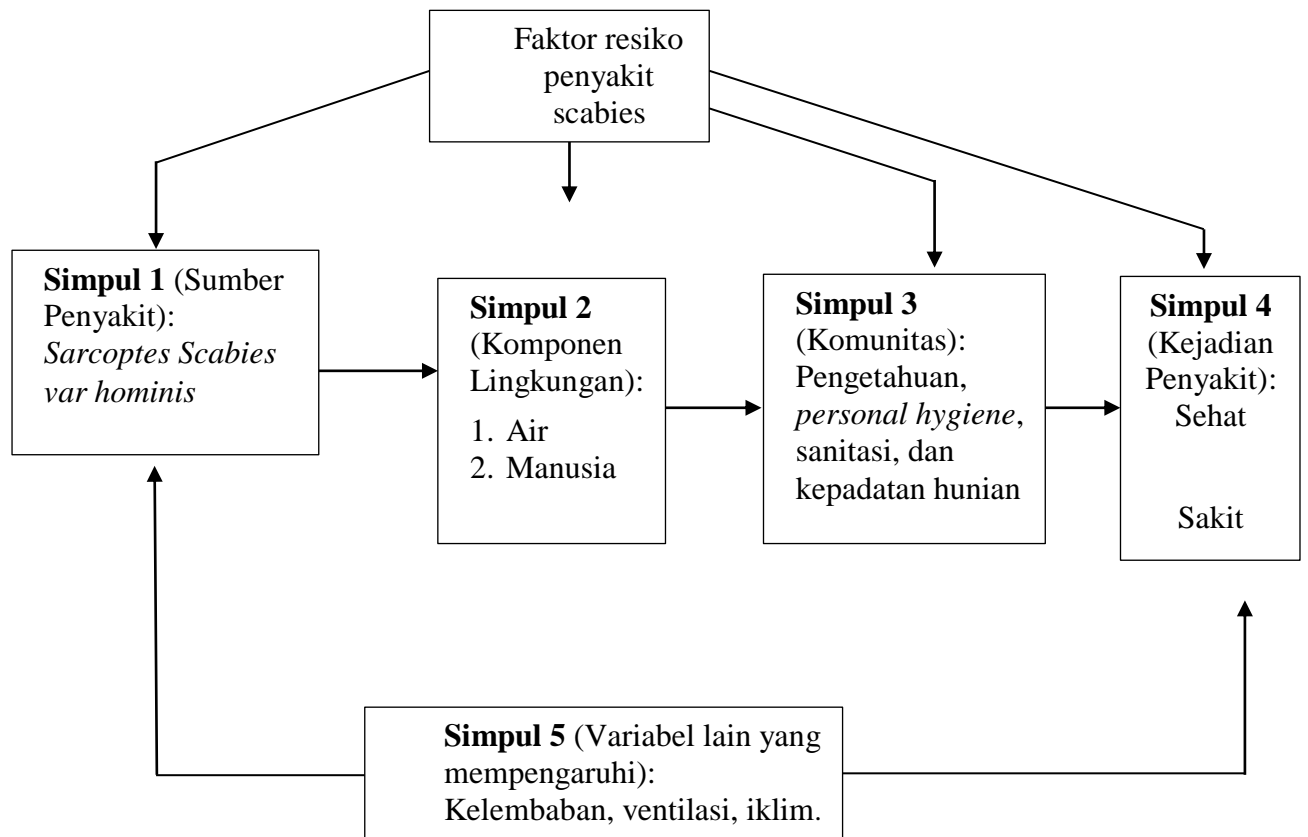 Faktor resiko
penyakit
scabies
Simpul 1 (Sumber
Penyakit):
Sarcoptes Scabies
var hominis
Simpul 2
(Komponen
Lingkungan):
1. Air
2. Manusia
Simpul 3
(Komunitas):
Pengetahuan,
personal hygiene,
sanitasi, dan
kepadatan hunian
Simpul 4
(Kejadian
Penyakit):
Sehat
Sakit
Simpul 5 (Variabel lain yang
mempengaruhi):
Kelembaban, ventilasi, iklim.